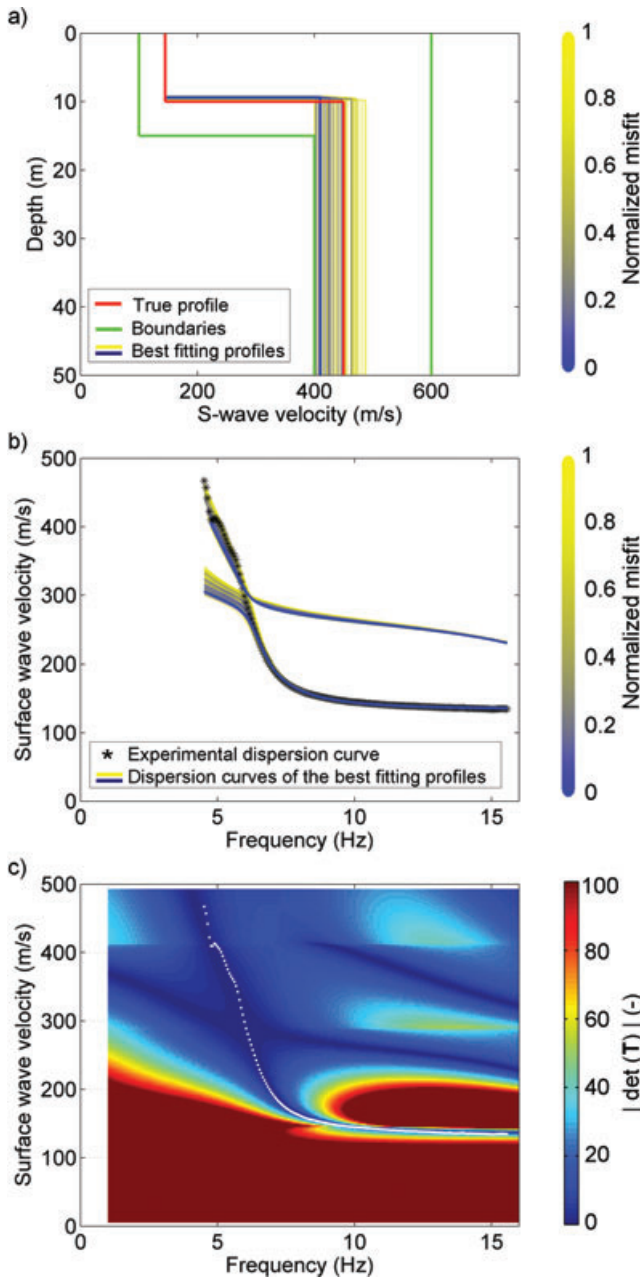 a)
0
10
20
30
40
50
Depth (m)
True profile
Boundaries
Best fitting profiles
0
200
400
600
S-wave velocity (m/s)
1
0.8
0.6
0.4
0.2
0
Normalized misfit
b)
500
400
300
200
100
0
Surface wave velocity (m/s)
* Experimental dispersion curve
Dispersion curves of the best fitting profiles
5
10
15
Frequency (Hz)
1
0.8
0.6
0.4
0.2
0
Normalized misfit
c)
500
400
300
200
100
0
Surface wave velocity (m/s)
0
5
10
15
Frequency (Hz)
100
80
60
40
20
0
| det (T) | (-)